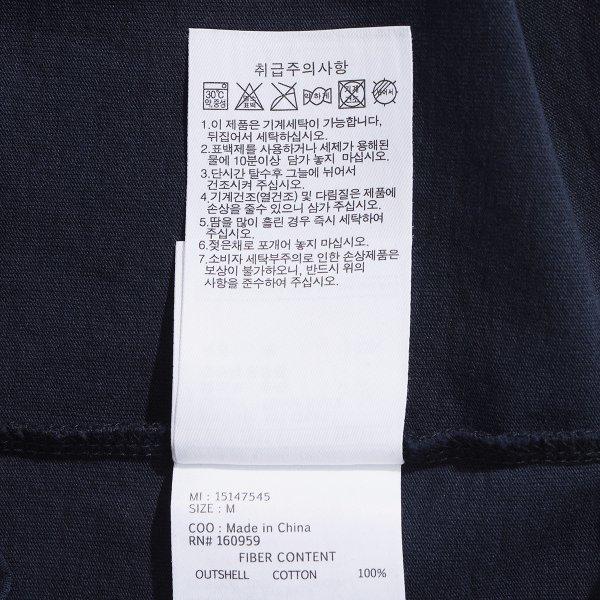 취급주의사항
30℃
약,중성
표백
약하게
기계
1.이 제품은 기계세탁이 가능합니다,
뒤집어서 세탁하십시오.
2.표백제를 사용하거나 세제가 용해된
물에 10분이상 담가 놓지 마십시오.
3.단시간 탈수후 그늘에 뉘어서
건조시켜 주십시오.
4.기계건조(열건조) 및 다림질은 제품에
손상을 줄수 있으니 삼가 주십시오.
5.땀을 많이 흘린 경우 즉시 세탁하여
주십시오.
6.젖은채로 포개어 놓지 마십시오.
7.소비자 세탁부주의로 인한 손상제품은
보상이 불가하오니, 반드시 위의
사항을 준수하여 주십시오.
MI : 15147545
SIZE : M
COO : Made in China
RN# 160959
FIBER CONTENT
OUTSHELL COTTON 100%